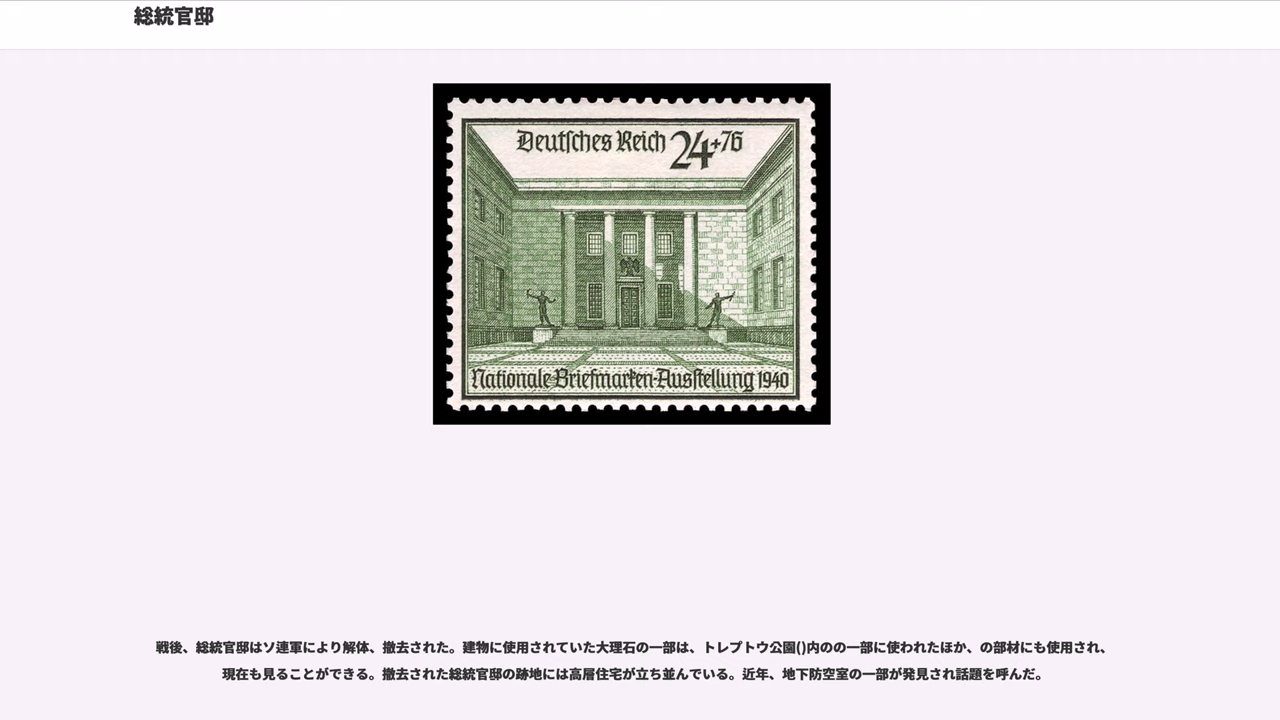 総統官邸
Deutsches Reich 24+76
Nationale Briefmarken-Ausstellung 1940
戦後、総統官邸はソ連軍により解体、撤去された。建物に使用されていた大理石の一部は、トレプトウ公園()内のの一部に使われたほか、の部材にも使用され、
現在も見ることができる。撤去された総統官邸の跡地には高層住宅が立ち並んでいる。近年、地下防空室の一部が発見され話題を呼んだ。